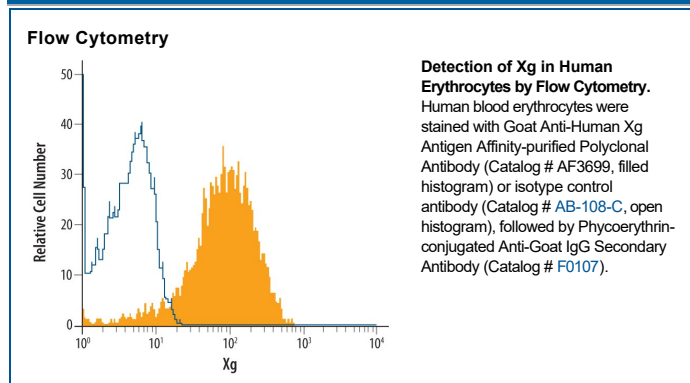 Flow Cytometry
50
40
30
20
10
0
Relative Cell Number
10⁰
10¹
10²
10³
10⁴
Xg
Detection of Xg in Human
Erythrocytes by Flow Cytometry.
Human blood erythrocytes were
stained with Goat Anti-Human Xg
Antigen Affinity-purified Polyclonal
Antibody (Catalog # AF3699, filled
histogram) or isotype control
antibody (Catalog # AB-108-C, open
histogram), followed by Phycoerythrin-
conjugated Anti-Goat IgG Secondary
Antibody (Catalog # F0107).